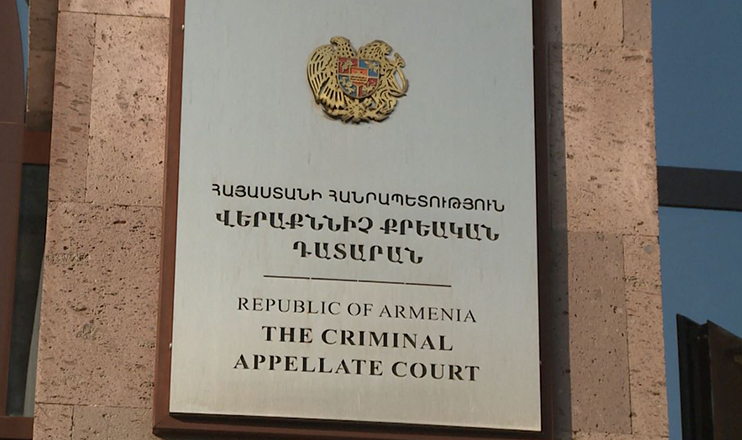 ՀԱՅԱՍՏԱՆԻ ՀԱՆՐԱՊԵՏՈՒԹՅՈՒՆ
ՎԵՐԱՔՆՆԻՉ ՔՐԵԱԿԱՆ
ԴԱՏԱՐԱՆ
REPUBLIC OF ARMENIA
THE CRIMINAL
APPELLATE COURT